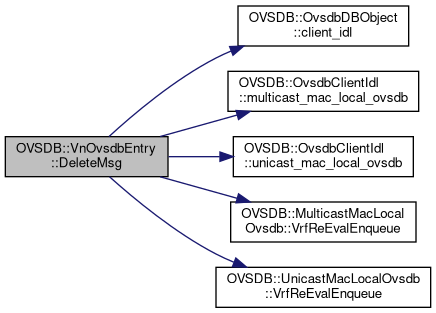 OVSDB::OvsdbDBObject
::client_idl
OVSDB::OvsdbClientIdl
::multicast_mac_local_ovsdb
OVSDB::VnOvsdbEntry
::DeleteMsg
OVSDB::OvsdbClientIdl
::unicast_mac_local_ovsdb
OVSDB::MulticastMacLocal
Ovsdb::VrfReEvalEnqueue
OVSDB::UnicastMacLocalOvsdb
::VrfReEvalEnqueue